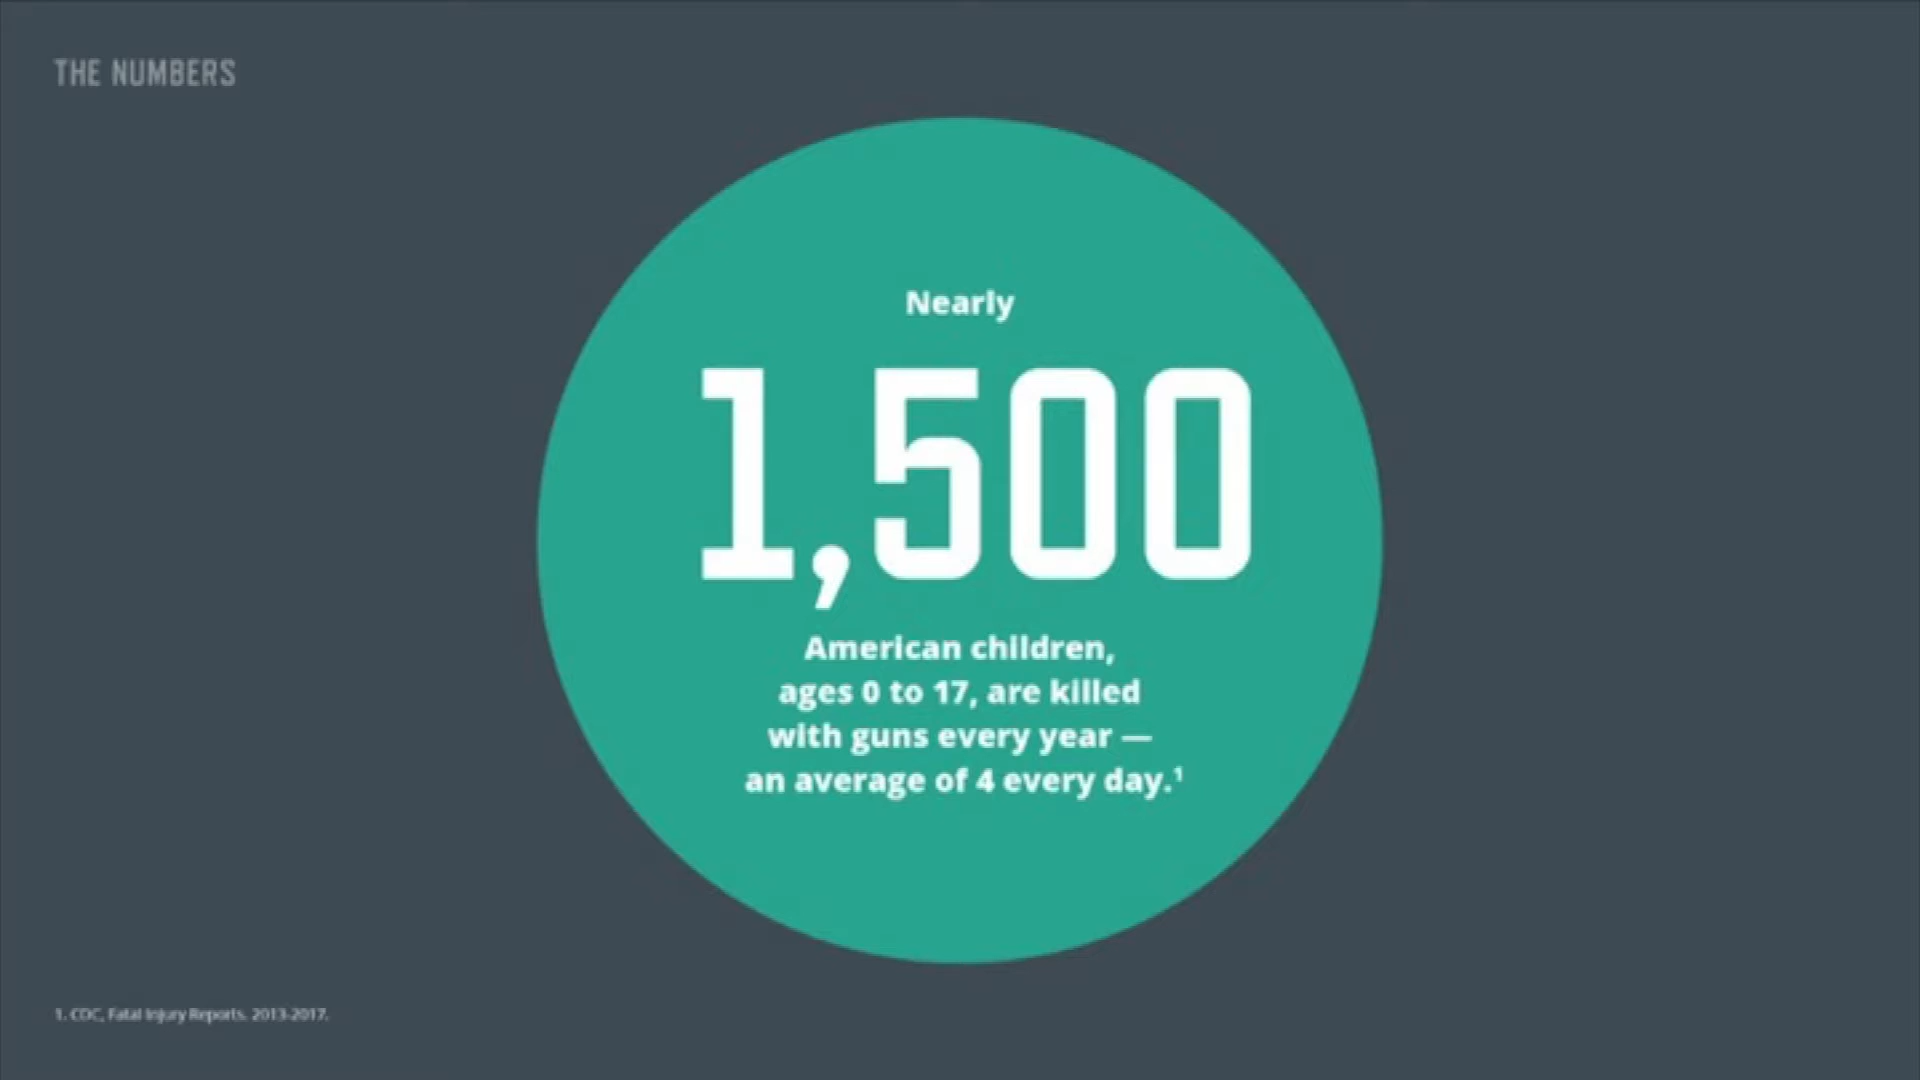 THE NUMBERS
Nearly
1,500
American children,
ages 0 to 17, are killed
with guns every year —
an average of 4 every day.¹
1. CDC, Fatal Injury Reports. 2013-2017.